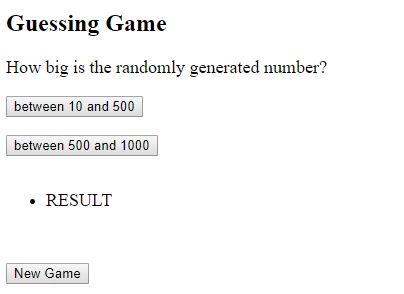 Guessing Game
How big is the randomly generated number?
between 10 and 500
between 500 and 1000
RESULT
New Game